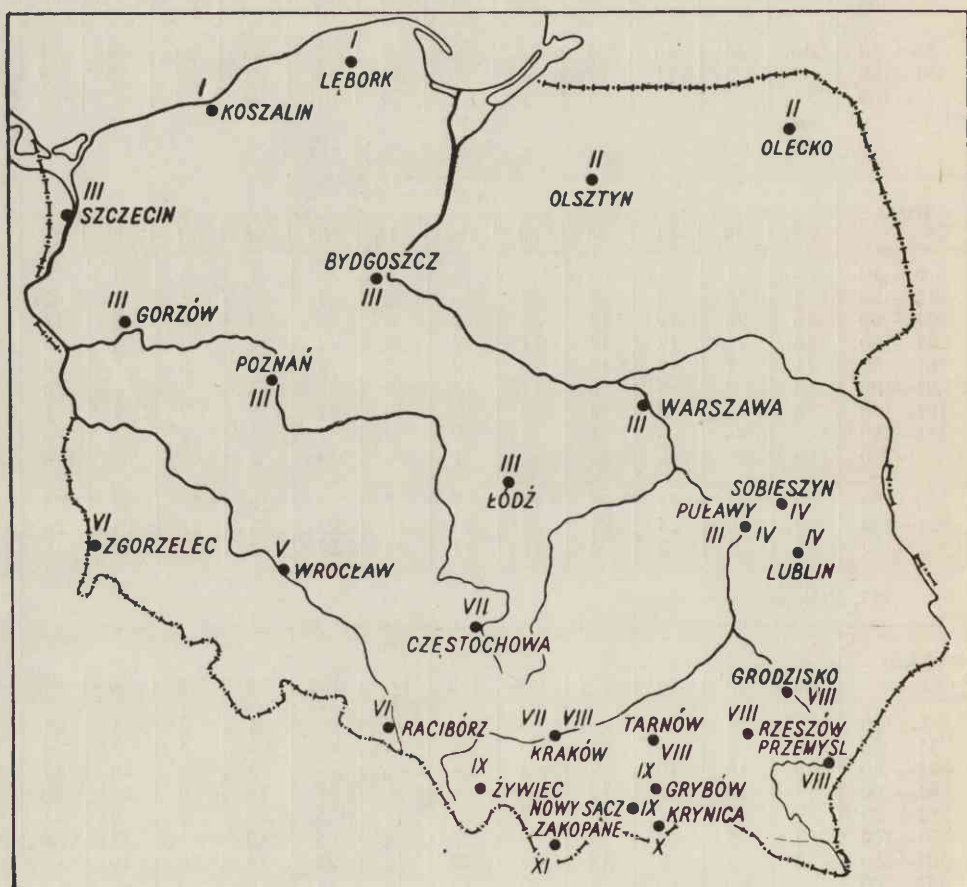 I
LĘBORK
I
KOSZALIN
II
OLECKO
II
OLSZTYN
III
SZCZECIN
BYDGOSZCZ
III
III
GORZÓW
POZNAŃ
III
WARSZAWA
III
III
ŁÓDŹ
SOBIESZYN
IV
PUŁAWY
III IV
IV
LUBLIN
VI
ZGORZELEC
V
WROCŁAW
VII
CZĘSTOCHOWA
GRODZISKO
VIII
VI
RACIBÓRZ
VII VIII
KRAKÓW
TARNÓW
VIII
VIII
RZESZÓW
PRZEMYSL
VIII
IX
ŻYWIEC
IX
GRYBÓW
NOWY SĄCZ IX
KRYNICA
X
ZAKOPANE
XI